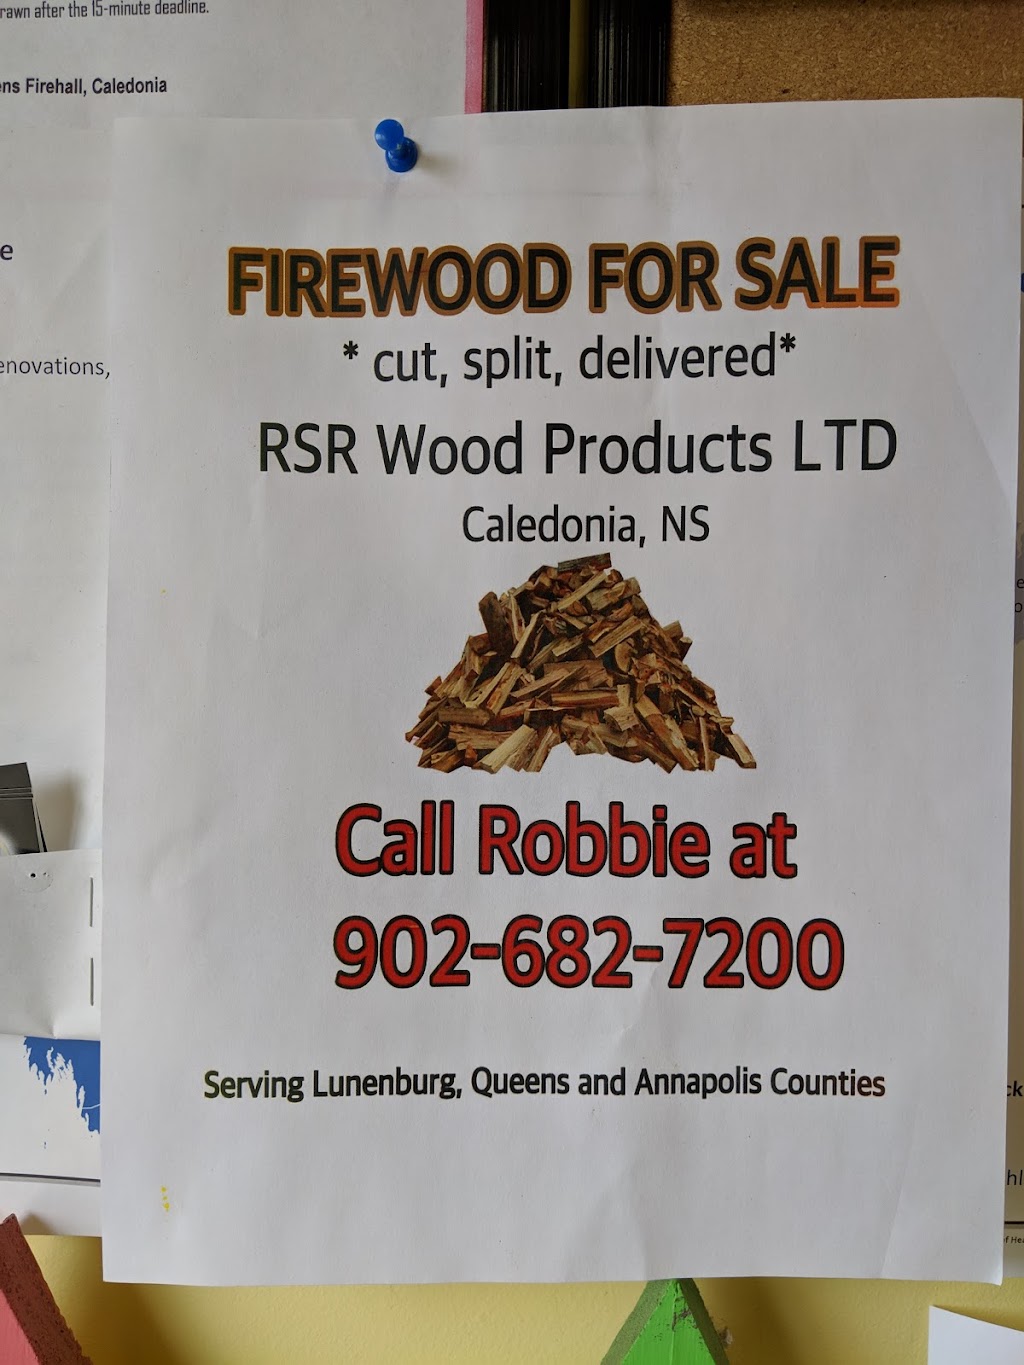 rawn after the 15-minute deadline.
ens Firehall, Caledonia
e
enovations,
FIREWOOD FOR SALE
* cut, split, delivered*
RSR Wood Products LTD
Caledonia, NS
Call Robbie at
902-682-7200
Serving Lunenburg, Queens and Annapolis Counties